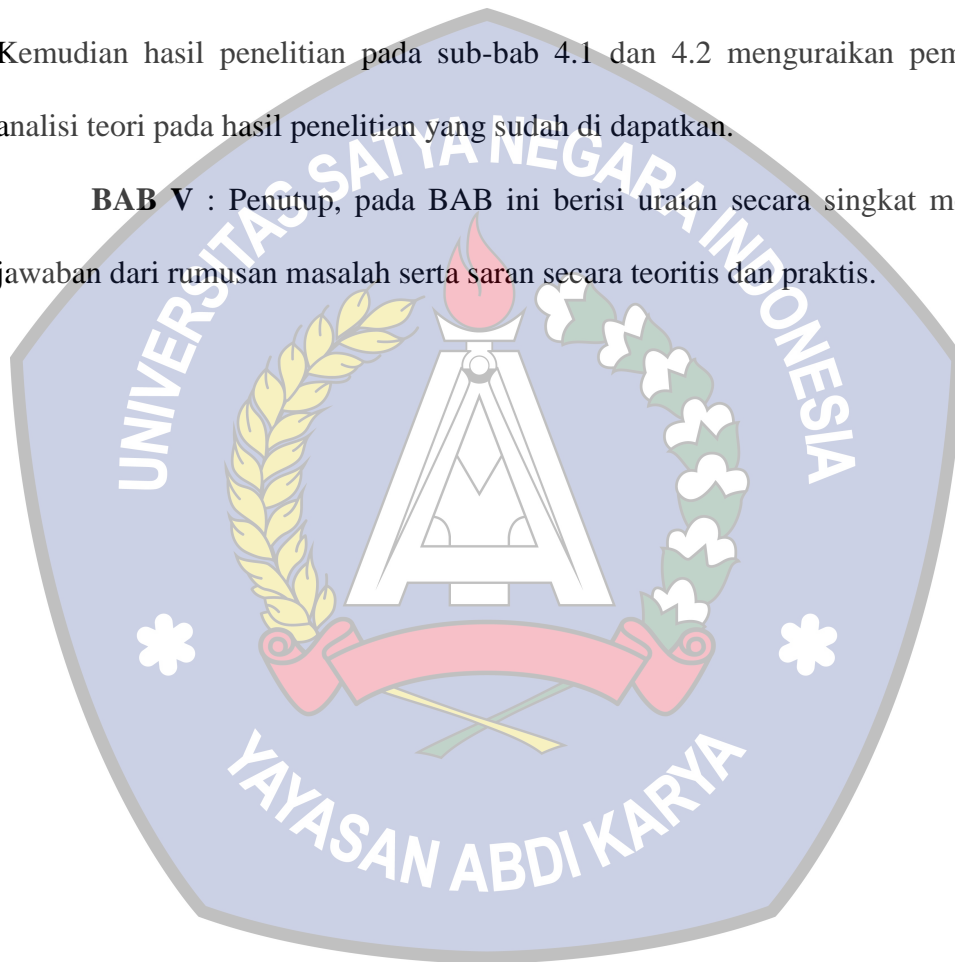 Kemudian hasil penelitian pada sub-bab 4.1 dan 4.2 menguraikan
analisi teori pada hasil penelitian yang sudah di dapatkan.
BAB V : Penutup, pada BAB ini berisi uraian secara singkat
jawaban dari rumusan masalah serta saran secara teoritis dan praktis.
UNIVERSITAS SATYA NEGARA INDONESIA
YAYASAN ABDI KARYA